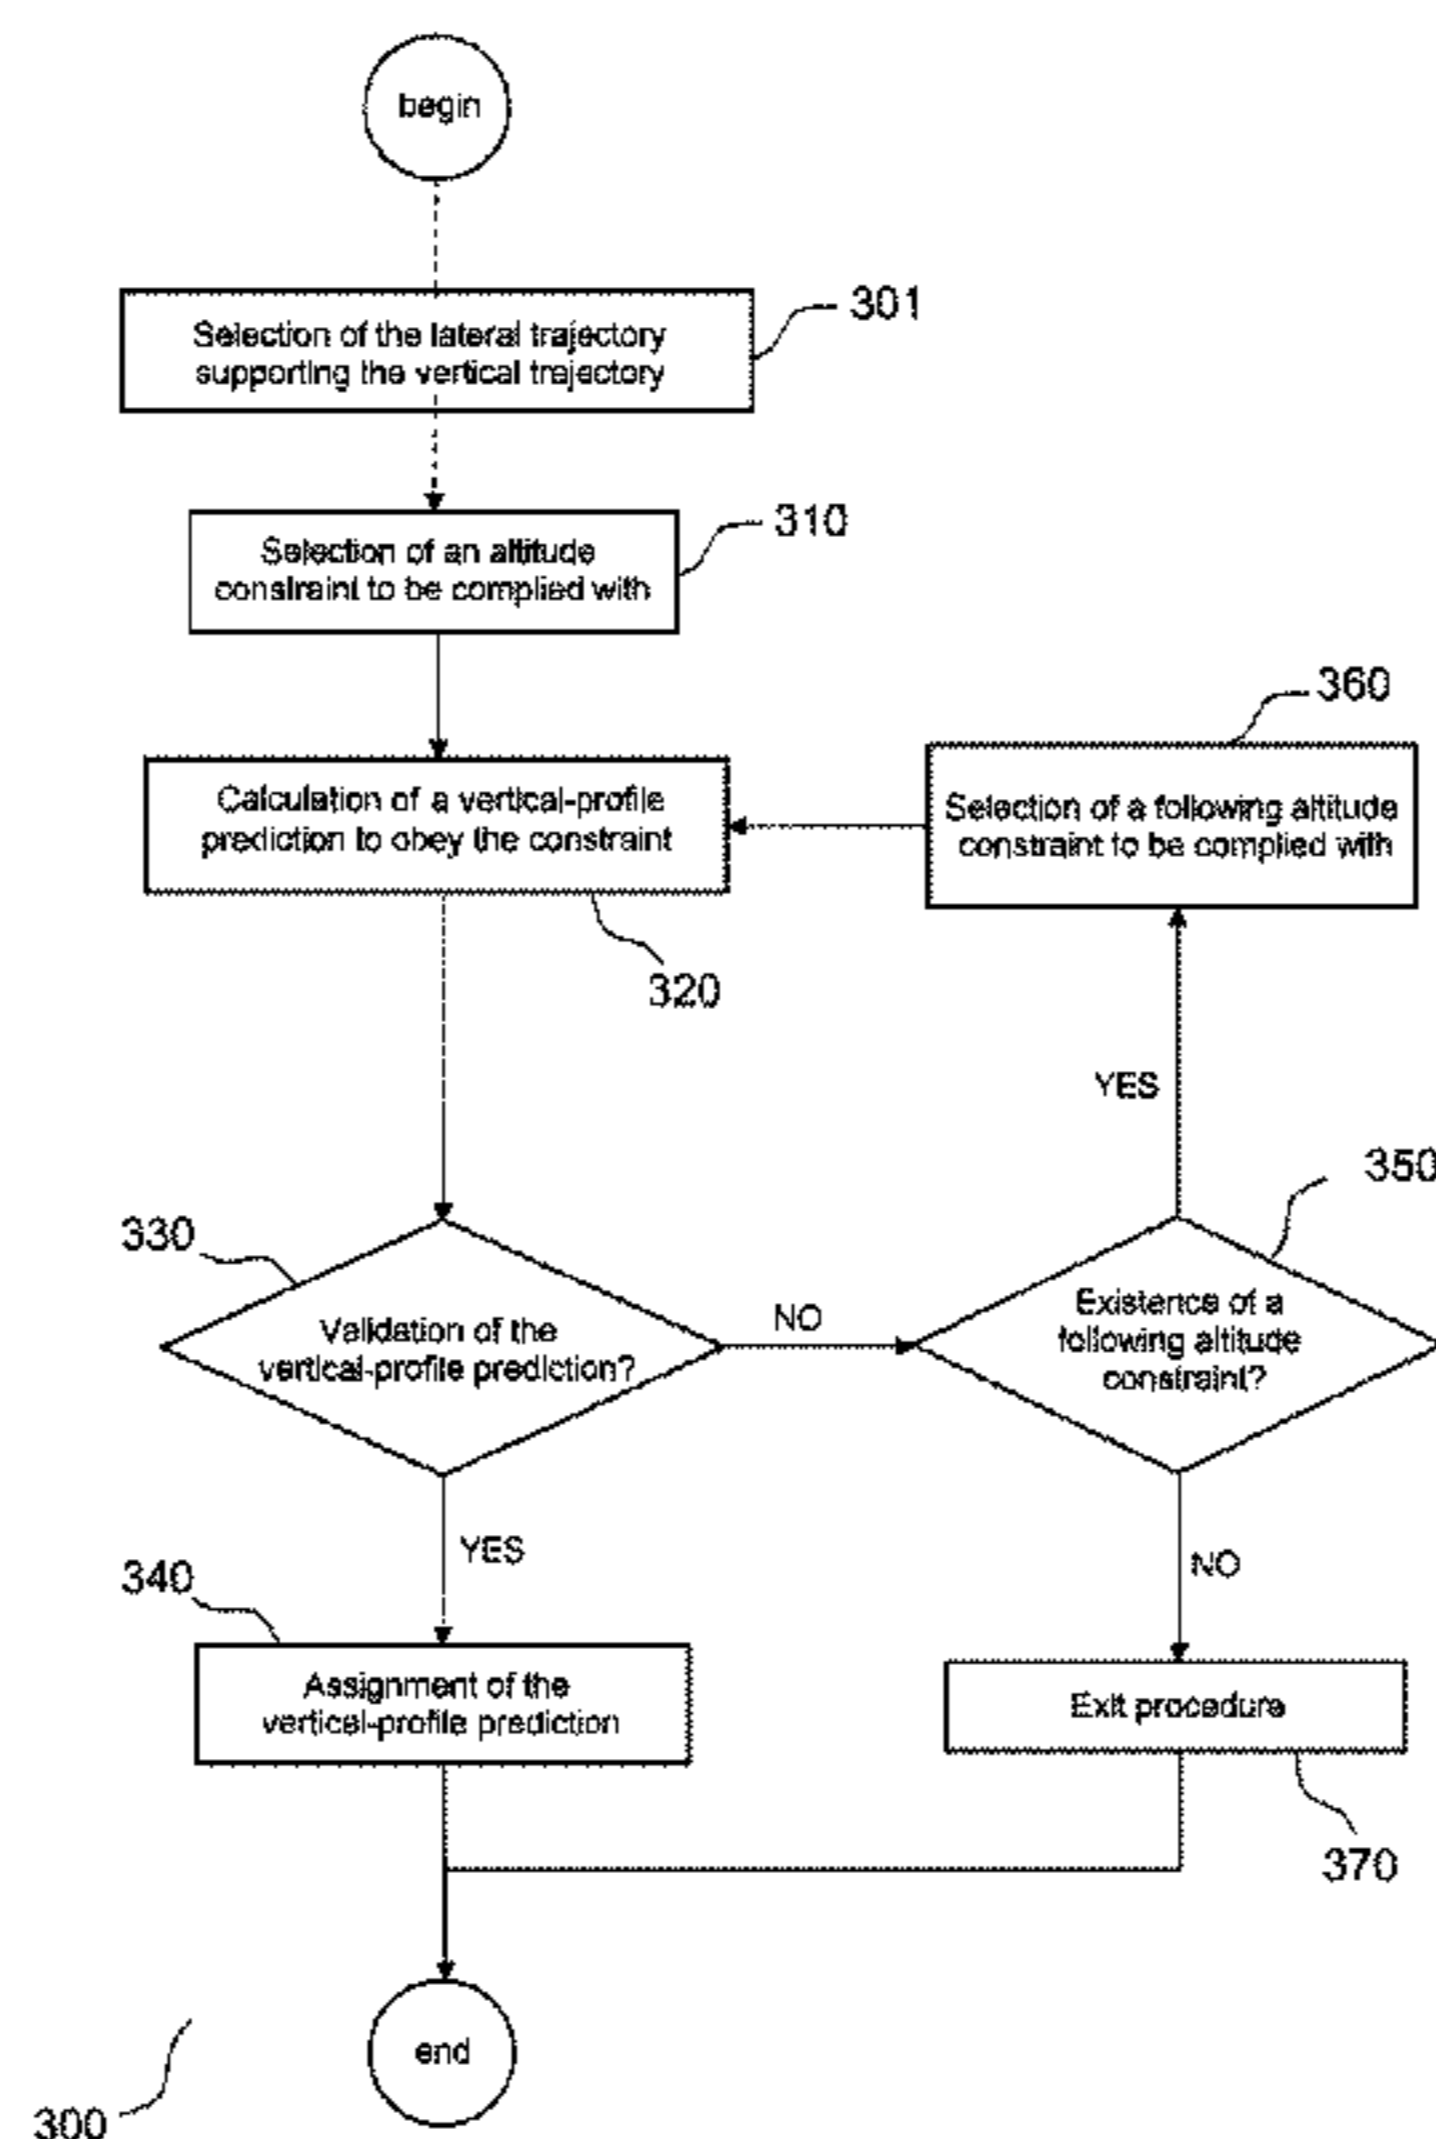 begin
301
Selection of the lateral trajectory
supporting the vertical trajectory
310
Selection of an altitude
constraint to be complied with
360
Calculation of a vertical-profile
prediction to obey the constraint
Selection of a following altitude
constraint to be complied with
320
YES
350
330
Validation of the
vertical-profile prediction?
NO
Existence of a
following altitude
constraint?
YES
NO
340
Assignment of the
vertical-profile prediction
Exit procedure
370
end
300